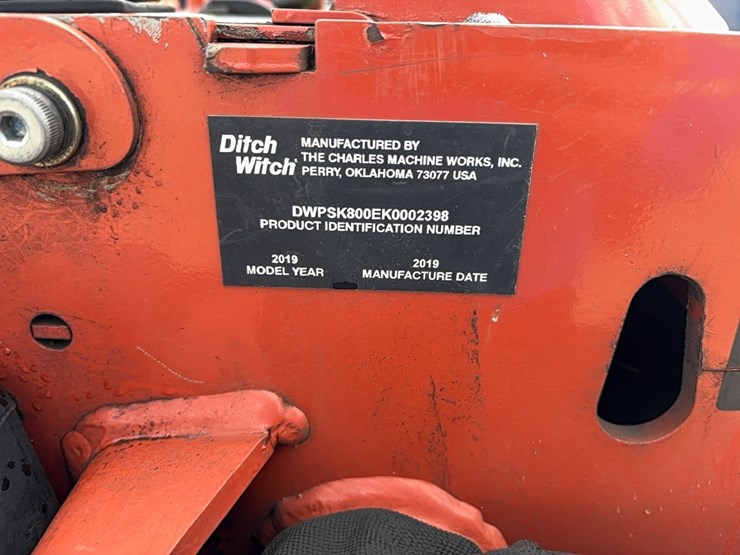 Ditch Witch
MANUFACTURED BY
THE CHARLES MACHINE WORKS, INC.
PERRY, OKLAHOMA 73077 USA
DWPSK800EK0002398
PRODUCT IDENTIFICATION NUMBER
2019
MODEL YEAR
2019
MANUFACTURE DATE